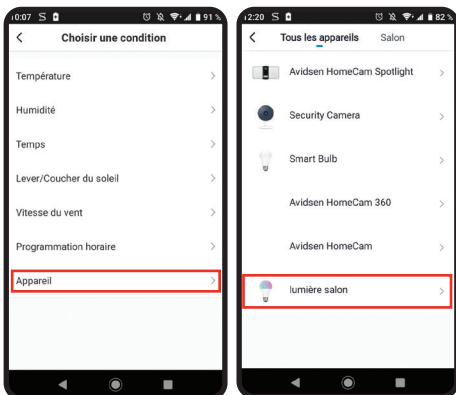 10:07 91 %
Choisir une condition
Température
Humidité
Temps
Lever/Coucher du soleil
Vitesse du vent
Programmation horaire
Appareil
12:20 82 %
Tous les appareils Salon
Avidsen HomeCam Spotlight
Security Camera
Smart Bulb
Avidsen HomeCam 360
Avidsen HomeCam
lumière salon